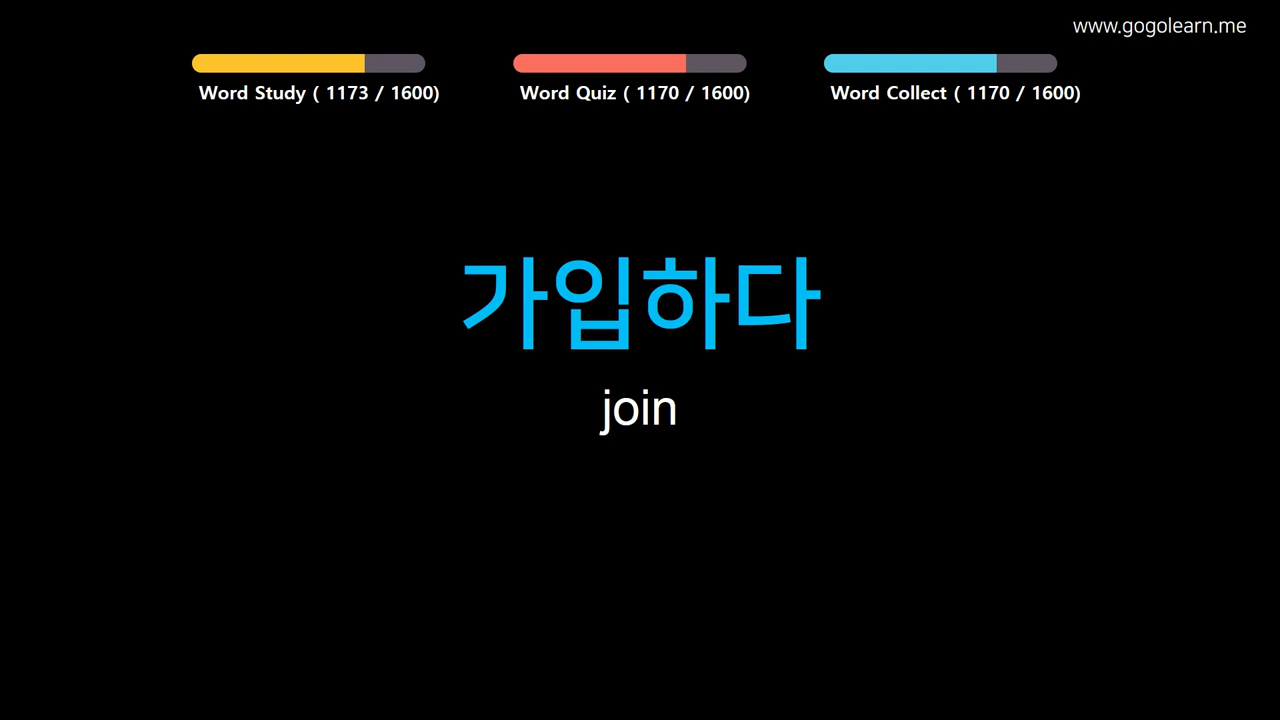 www.gogolearn.me
Word Study ( 1173 / 1600)
Word Quiz ( 1170 / 1600)
Word Collect ( 1170 / 1600)
가입하다
join